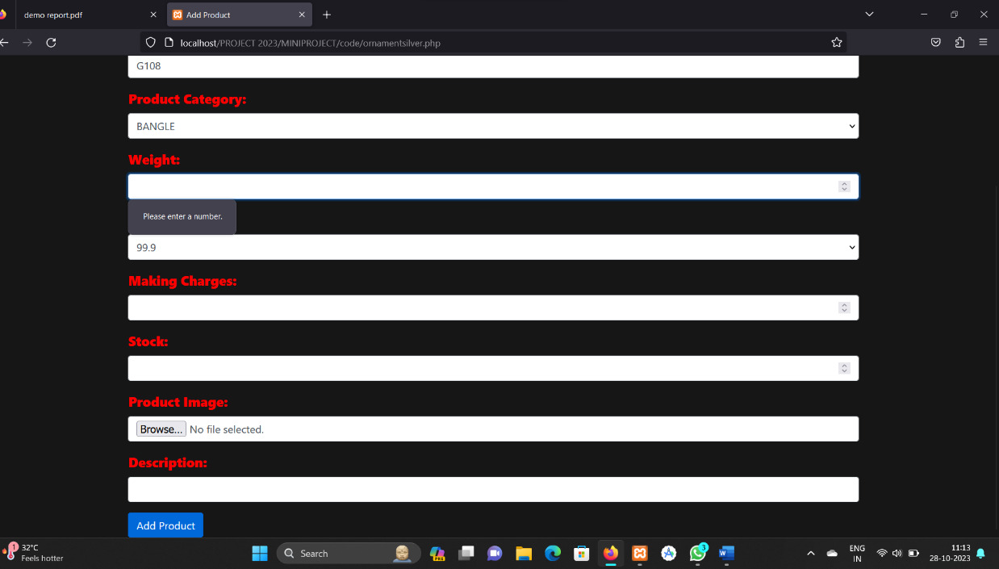 demo report.pdf
Add Product
localhost/PROJECT 2023/MINIPROJECT/code/ornamentsilver.php
G108
Product Category:
BANGLE
Weight:
Please enter a number.
99.9
Making Charges:
Stock:
Product Image:
Browse... No file selected.
Description:
Add Product
1
32°C
Feels hotter
Search
PRE
3
ENG
IN
11:13
28-10-2023